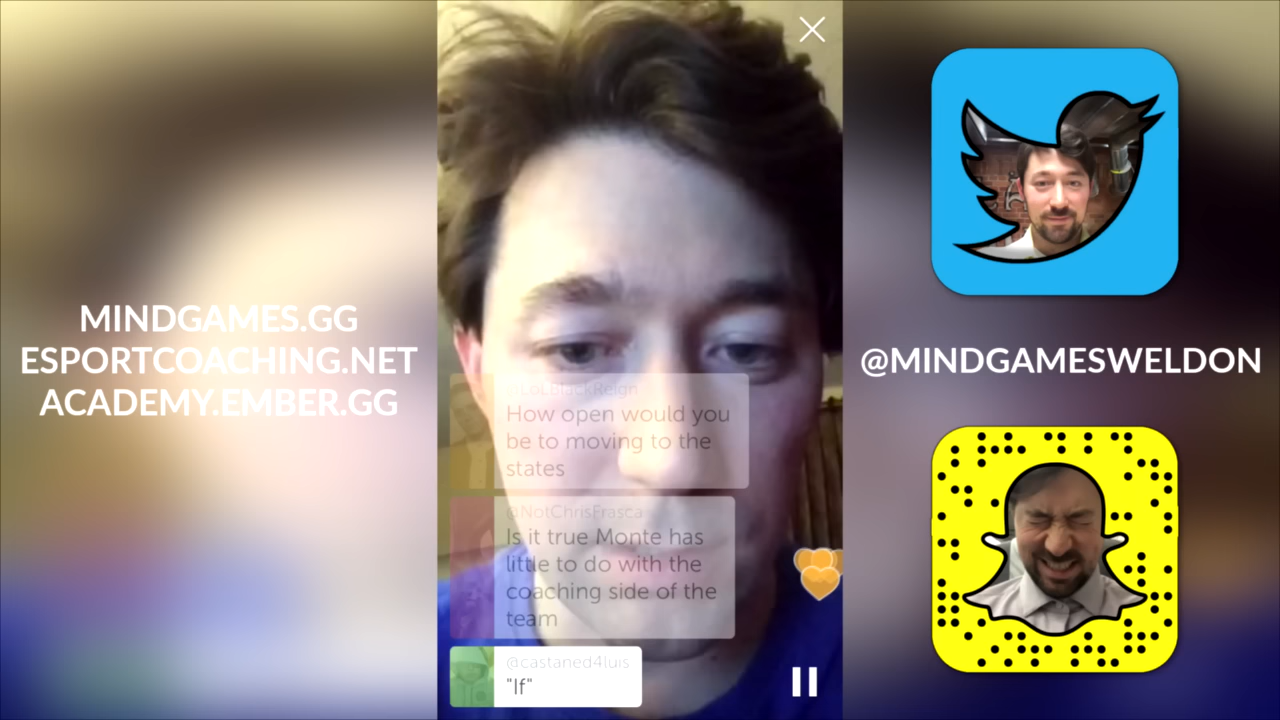 MINDGAMES.GG
ESPORTCOACHING.NET
ACADEMY.EMBER.GG
@LoLBlackReign
How open would you
be to moving to the
states
@NotChrisFrasca
Is it true Monte has
little to do with the
coaching side of the
team
@castaned4luis
"If"
@MINDGAMESWELDON